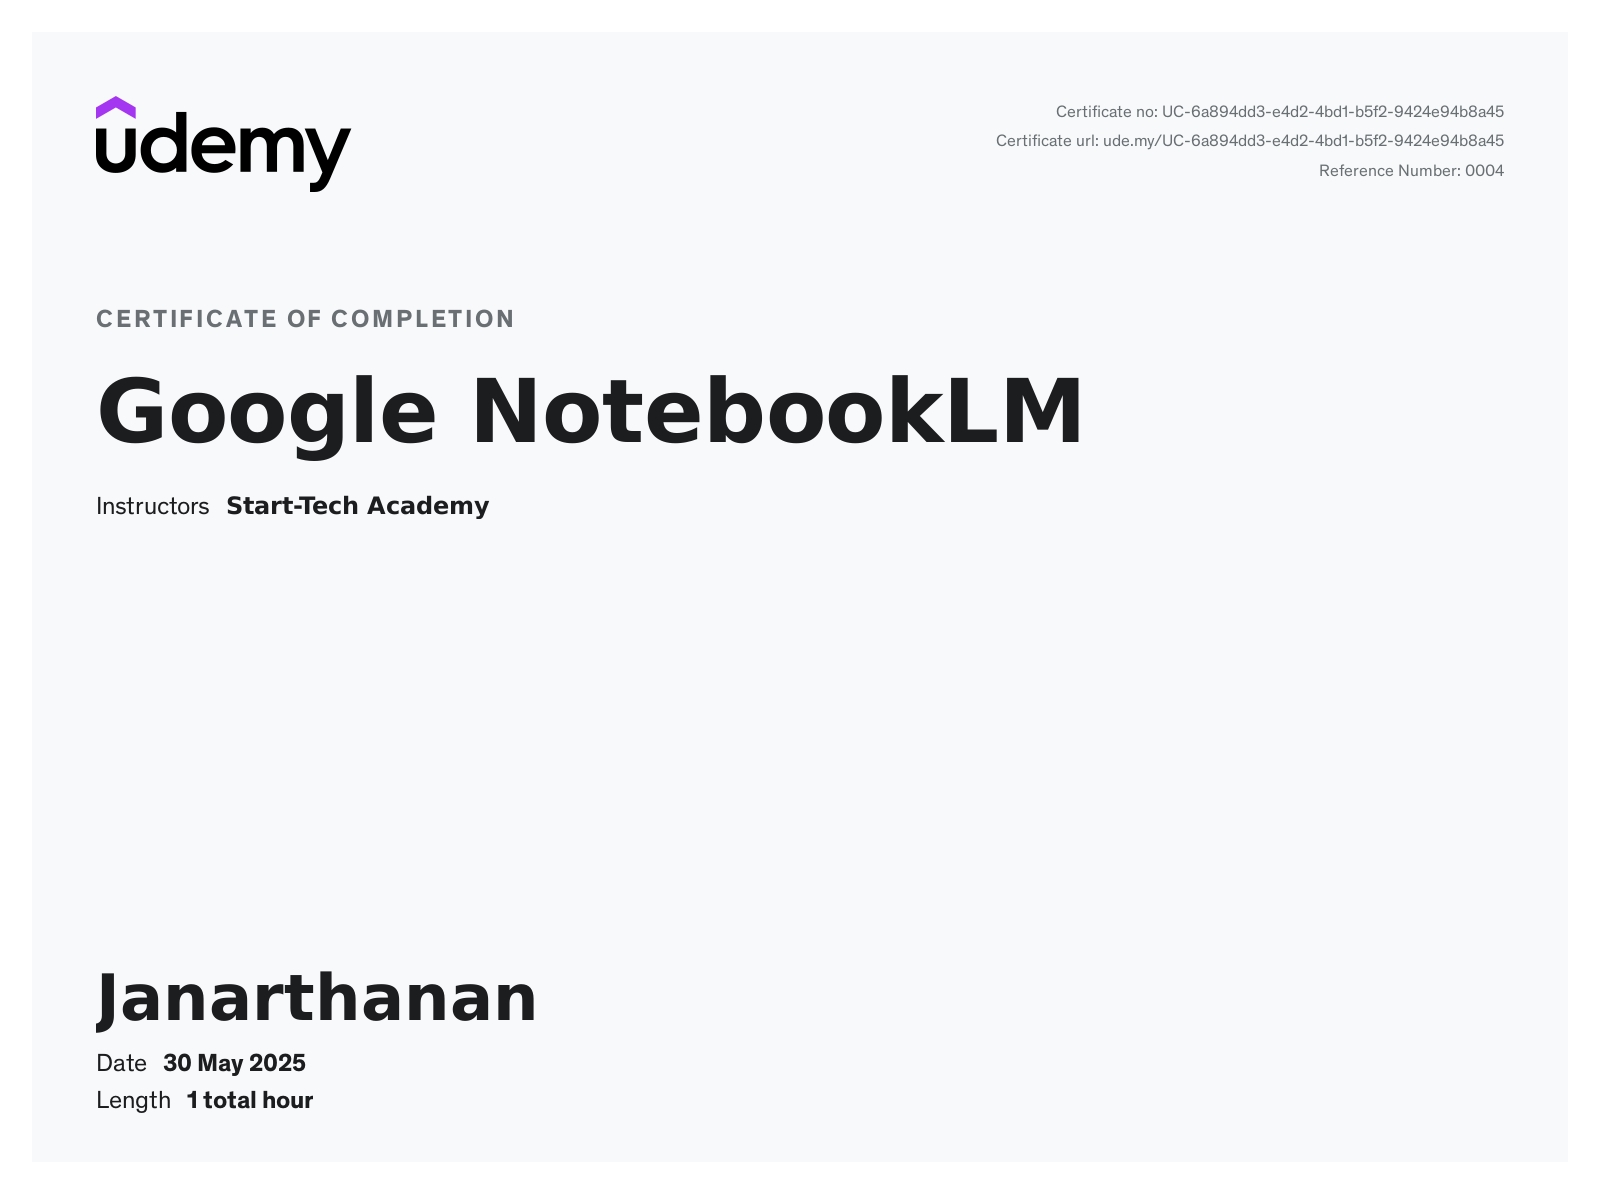 udemy
Certificate no: UC-6a894dd3-e4d2-4bd1-b5f2-9424e94b8a45
Certificate url: ude.my/UC-6a894dd3-e4d2-4bd1-b5f2-9424e94b8a45
Reference Number: 0004
CERTIFICATE OF COMPLETION
Google NotebookLM
Instructors Start-Tech Academy
Janarthanan
Date 30 May 2025
Length 1 total hour